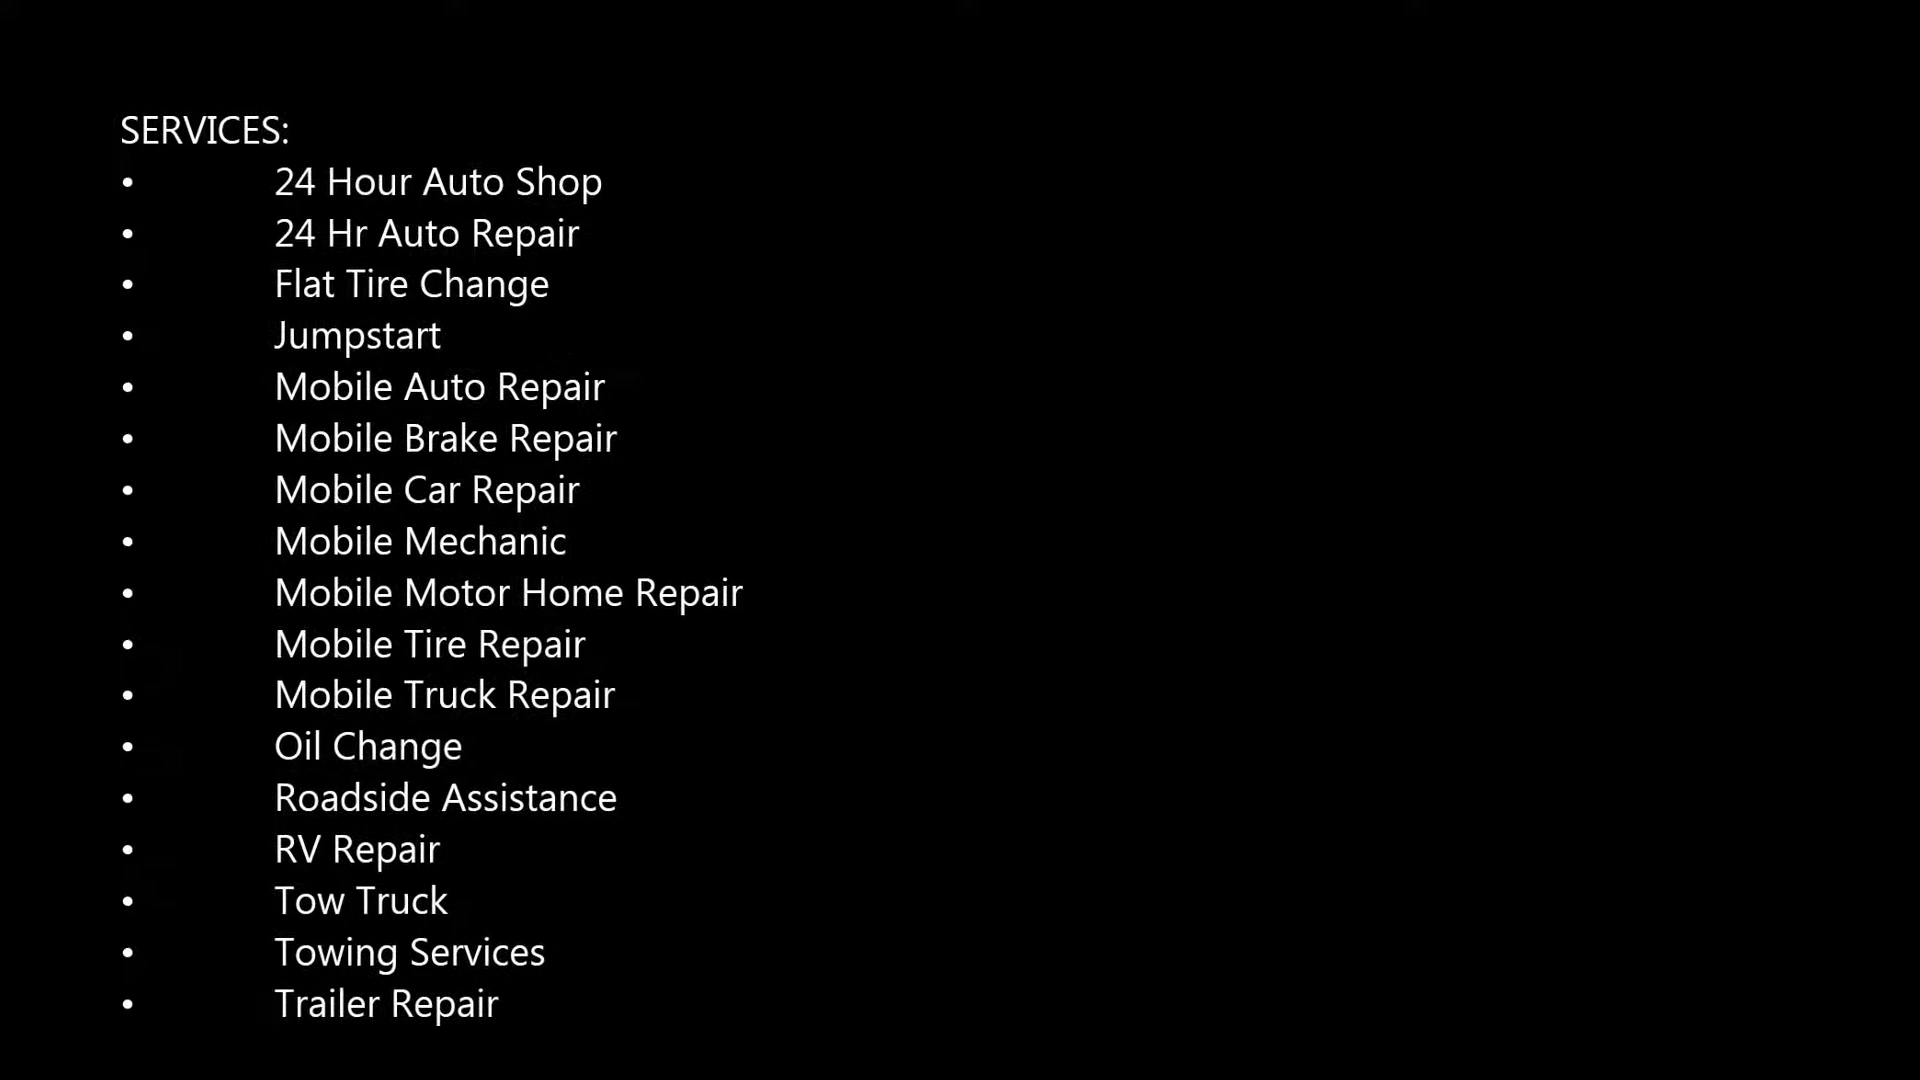 SERVICES:
• 24 Hour Auto Shop
• 24 Hr Auto Repair
• Flat Tire Change
• Jumpstart
• Mobile Auto Repair
• Mobile Brake Repair
• Mobile Car Repair
• Mobile Mechanic
• Mobile Motor Home Repair
• Mobile Tire Repair
• Mobile Truck Repair
• Oil Change
• Roadside Assistance
• RV Repair
• Tow Truck
• Towing Services
• Trailer Repair